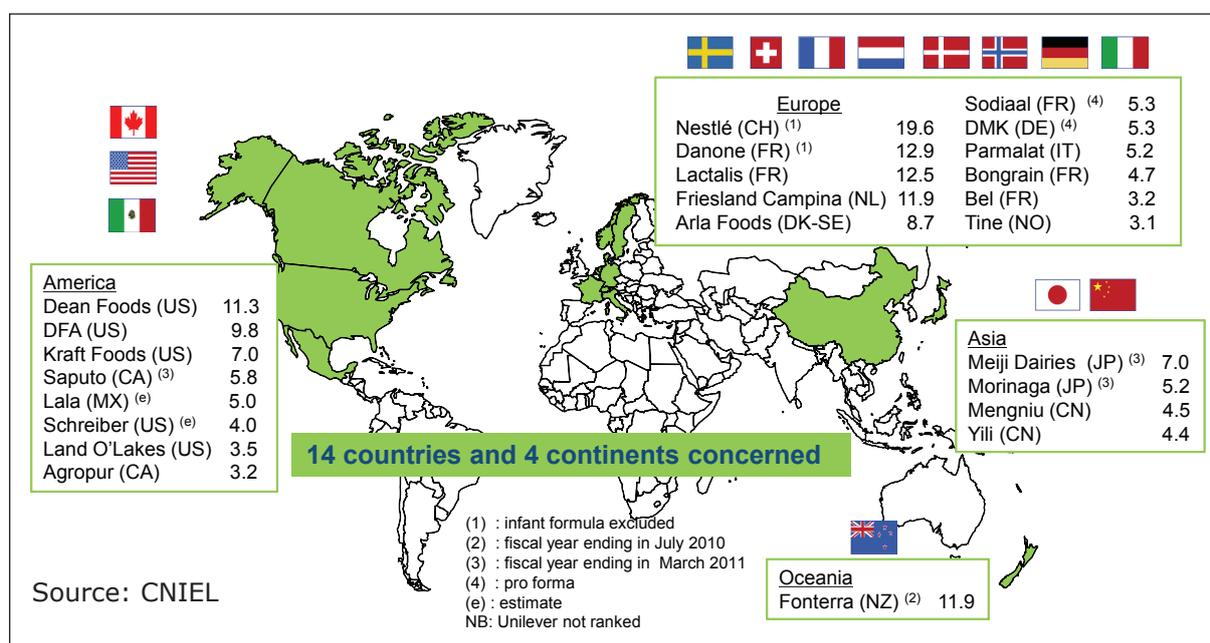 Europe
Nestlé (CH) (1) 19.6
Danone (FR) (1) 12.9
Lactalis (FR) 12.5
Friesland Campina (NL) 11.9
Arla Foods (DK-SE) 8.7
Sodiaal (FR) (4) 5.3
DMK (DE) (4) 5.3
Parmalat (IT) 5.2
Bongrain (FR) 4.7
Bel (FR) 3.2
Tine (NO) 3.1
America
Dean Foods (US) 11.3
DFA (US) 9.8
Kraft Foods (US) 7.0
Saputo (CA) (3) 5.8
Lala (MX) (e) 5.0
Schreiber (US) (e) 4.0
Land O'Lakes (US) 3.5
Agropur (CA) 3.2
Asia
Meiji Dairies (JP) (3) 7.0
Morinaga (JP) (3) 5.2
Mengniu (CN) 4.5
Yili (CN) 4.4
14 countries and 4 continents concerned
(1) : infant formula excluded
(2) : fiscal year ending in July 2010
(3) : fiscal year ending in March 2011
(4) : pro forma
(e) : estimate
NB: Unilever not ranked
Oceania
Fonterra (NZ) (2) 11.9
Source: CNIEL